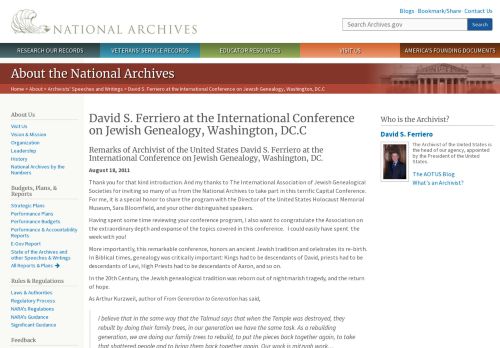 NATIONAL ARCHIVES
Blogs · Bookmark/Share · Contact Us
Search Archives.gov
Search
RESEARCH OUR RECORDS
VETERANS' SERVICE RECORDS
EDUCATOR RESOURCES
VISIT US
AMERICA'S FOUNDING DOCUMENTS
About the National Archives
Home > About > Archivists' Speeches and Writings > David S. Ferriero at the International Conference on Jewish Genealogy, Washington, DC.C
About Us
Visit Us
Vision & Mission
Organization
Leadership
History
National Archives by the Numbers
Budgets, Plans, & Reports
Strategic Plans
Performance Plans
Performance Budgets
Performance & Accountability Reports
E-Gov Report
State of the Archives and other Speeches & Writings
All Reports & Plans
Rules & Regulations
Laws & Authorities
Regulatory Process
NARA's Regulations
NARA's Guidance
Significant Guidance
Feedback
David S. Ferriero at the International Conference
on Jewish Genealogy, Washington, DC.C
Remarks of Archivist of the United States David S. Ferriero at the
International Conference on Jewish Genealogy, Washington, DC.
August 18, 2011
Thank you for that kind introduction. And my thanks to The International Association of Jewish Genealogical
Societies for inviting so many of us from the National Archives to take part in this terrific Capital Conference.
For me, it is a special honor to share the program with the Director of the United States Holocaust Memorial
Museum, Sara Bloomfield, and your other distinguished speakers.
Having spent some time reviewing your conference program, I also want to congratulate the Association on
the extraordinary depth and expanse of the topics covered in this conference. I could easily have spent the
week with you!
More importantly, this remarkable conference, honors an ancient Jewish tradition and celebrates its re-birth.
In Biblical times, genealogy was critically important: Kings had to be descendants of David, priests had to be
descendants of Levi, High Priests had to be descendants of Aaron, and so on.
In the 20th Century, the Jewish genealogical tradition was reborn out of nightmarish tragedy, and the return
of hope.
As Arthur Kurzweil, author of From Generation to Generation has said,
I believe that in the same way that the Talmud says that when the Temple was destroyed, they
rebuilt by doing their family trees, in our generation we have the same task. As a rebuilding
generation, we are doing our family trees to rebuild, to put the pieces back together again, to take
that shattered people and to bring them back together again. Our work is mitzvah work...
Who is the Archivist?
David S. Ferriero
The Archivist of the United States is
the head of our agency, appointed
by the President of the United
States.
The AOTUS Blog
What's an Archivist?